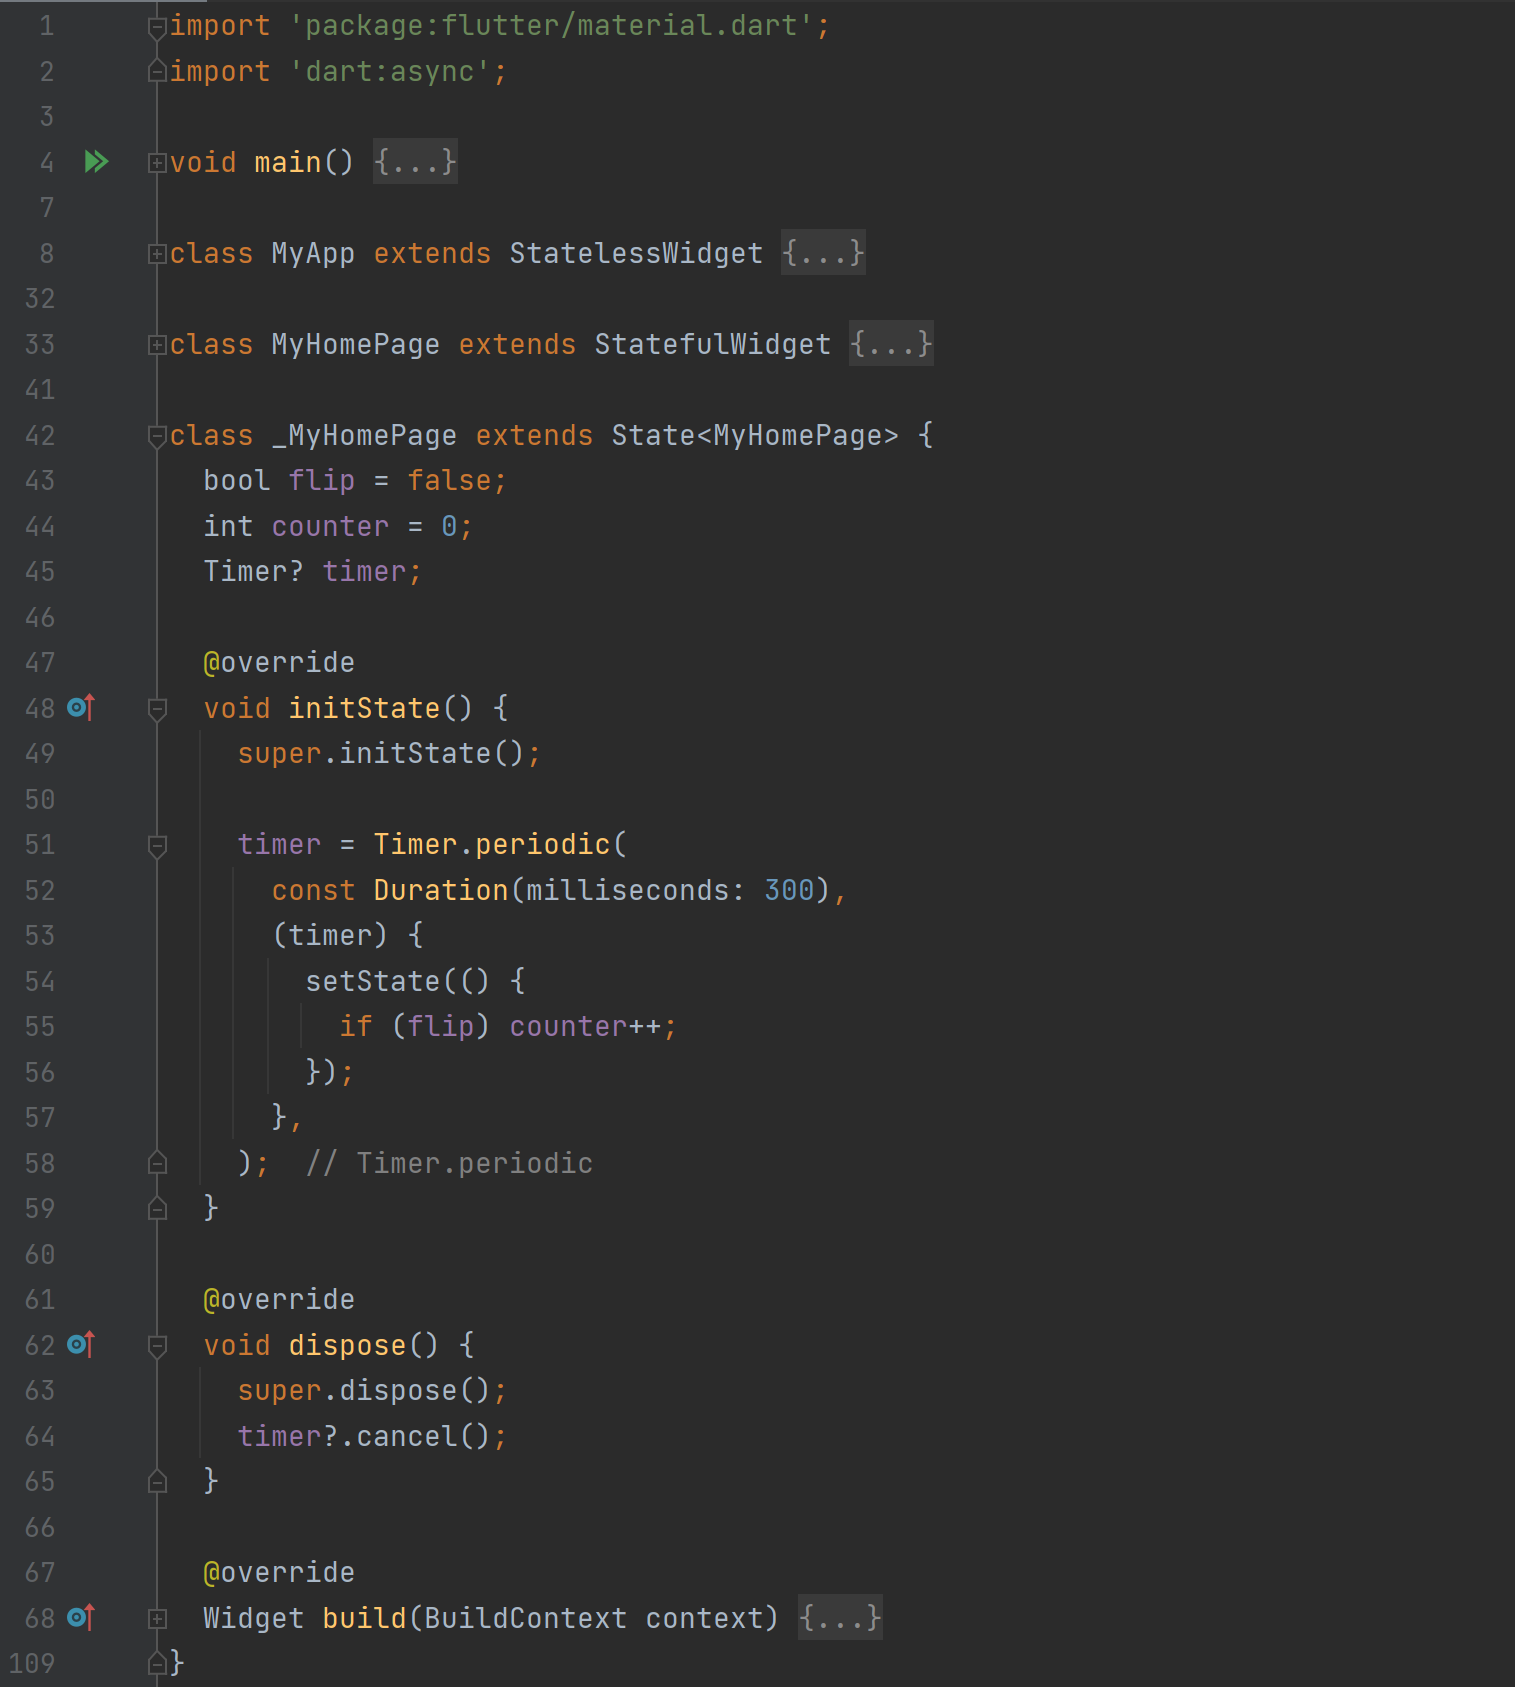 1 import 'package:flutter/material.dart';
2 import 'dart:async';
3
4 void main() {...}
7
8 class MyApp extends StatelessWidget {...}
32
33 class MyHomePage extends StatefulWidget {...}
41
42 class _MyHomePage extends State<MyHomePage> {
43   bool flip = false;
44   int counter = 0;
45   Timer? timer;
46
47   @override
48   void initState() {
49     super.initState();
50
51     timer = Timer.periodic(
52       const Duration(milliseconds: 300),
53       (timer) {
54         setState(() {
55           if (flip) counter++;
56         });
57       },
58     );  // Timer.periodic
59   }
60
61   @override
62   void dispose() {
63     super.dispose();
64     timer?.cancel();
65   }
66
67   @override
68   Widget build(BuildContext context) {...}
109 }